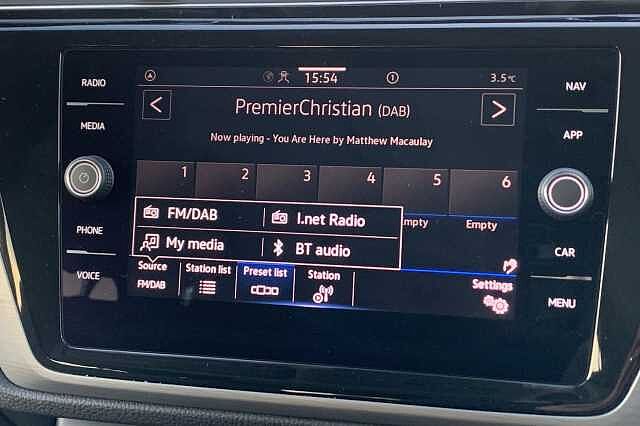 RADIO
MEDIA
PHONE
VOICE
NAV
APP
CAR
MENU
15:54
1
3.5°C
< PremierChristian (DAB) >
Now playing - You Are Here by Matthew Macaulay
1 2 3 4 5 6
Empty
FM/DAB I.net Radio
My media BT audio
Source Station list Preset list Station Settings
FM/DAB